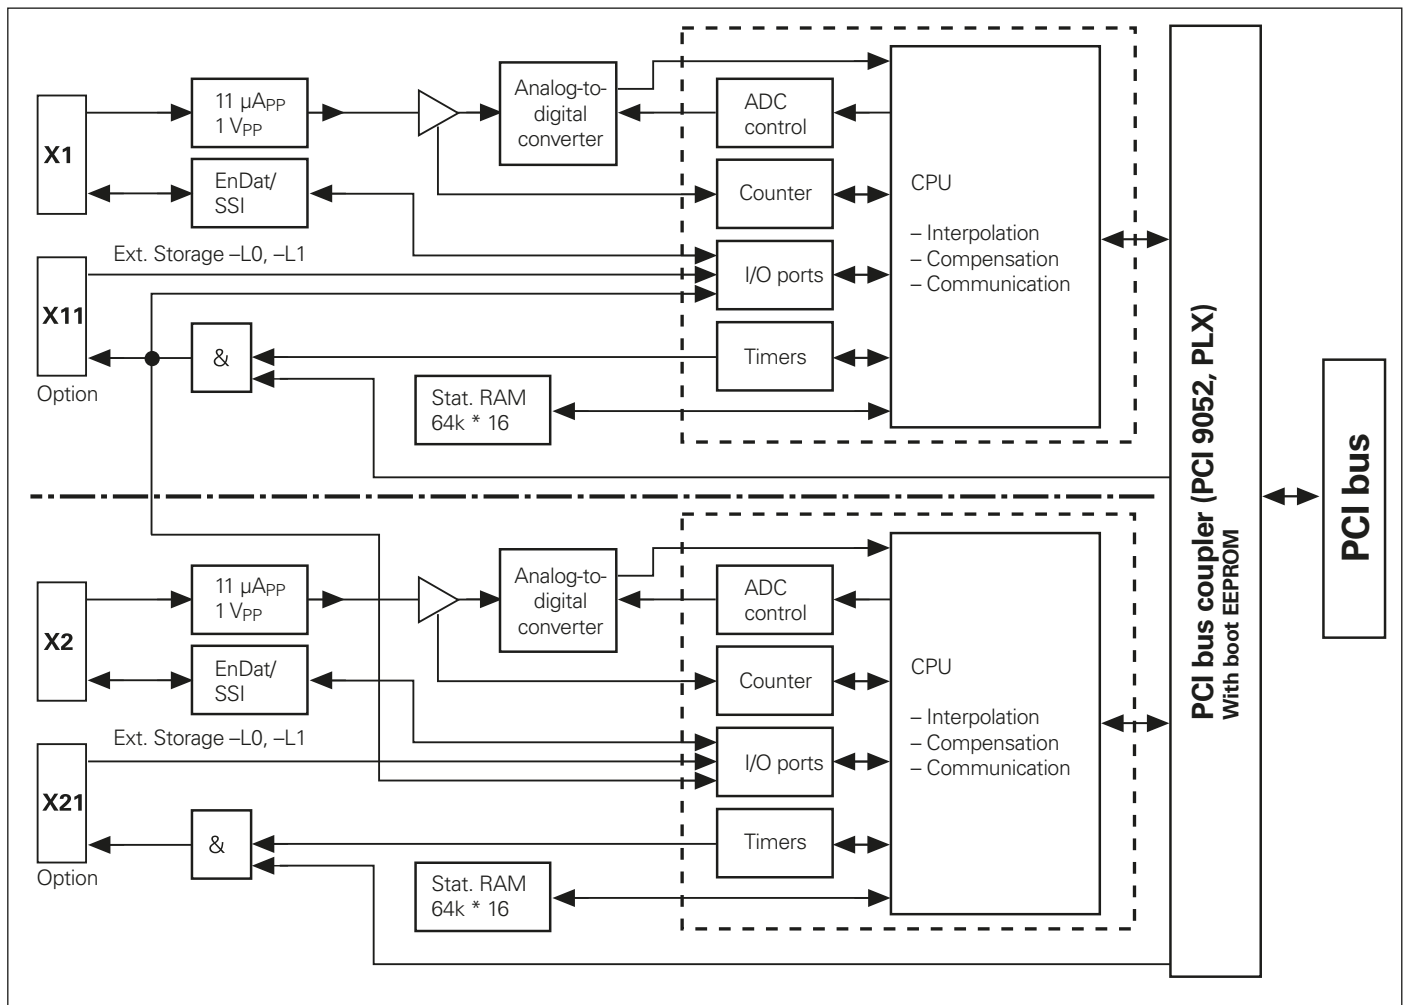 X1
11 µAPP
1 VPP
EnDat/
SSI
Analog-to-
digital
converter
ADC
control
Counter
I/O ports
Timers
CPU
– Interpolation
– Compensation
– Communication
Ext. Storage –L0, –L1
X11
Option
&
Stat. RAM
64k * 16
X2
11 µAPP
1 VPP
EnDat/
SSI
Analog-to-
digital
converter
ADC
control
Counter
I/O ports
Timers
CPU
– Interpolation
– Compensation
– Communication
Ext. Storage –L0, –L1
X21
Option
&
Stat. RAM
64k * 16
PCI bus coupler (PCI 9052, PLX)
With boot EEPROM
PCI bus